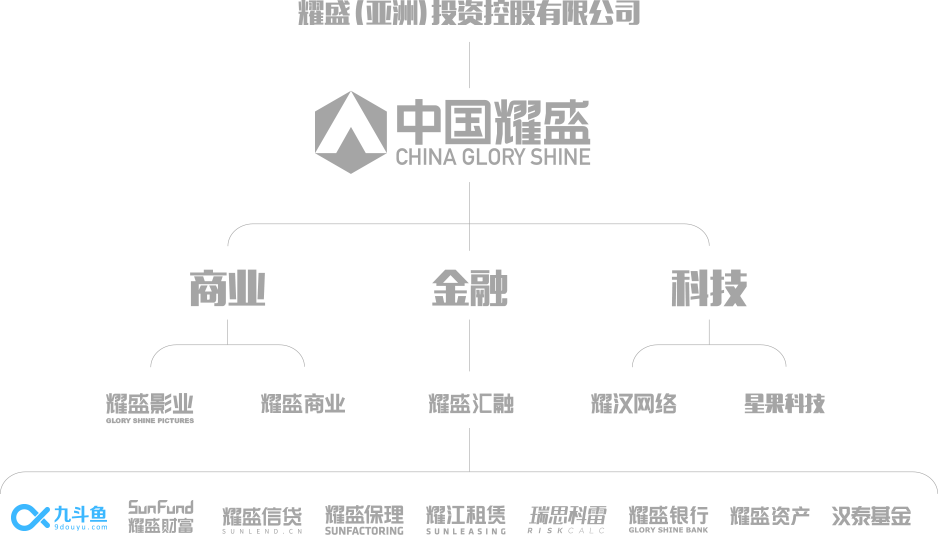 耀盛(亚洲)投资控股有限公司
中国耀盛
CHINA GLORY SHINE
商业
金融
科技
耀盛影业
GLORY SHINE PICTURES
耀盛商业
耀盛汇融
耀汉网络
星果科技
九斗鱼
9douyu.com
SunFund
耀盛财富
耀盛信贷
SUNLEND.CN
耀盛保理
SUNFACTORING
耀江租赁
SUNLEASING
瑞思科雷
RISKCALC
耀盛银行
GLORY SHINE BANK
耀盛资产
汉泰基金